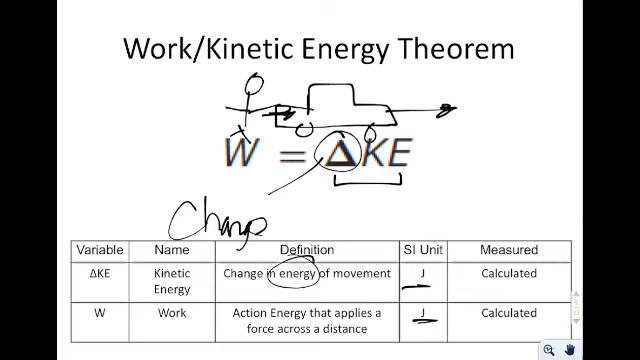 Work/Kinetic Energy Theorem
W = ΔKE
Change
Variable Name Definition SI Unit Measured
ΔKE Kinetic Energy Change in energy of movement J Calculated
W Work Action Energy that applies a force across a distance J Calculated